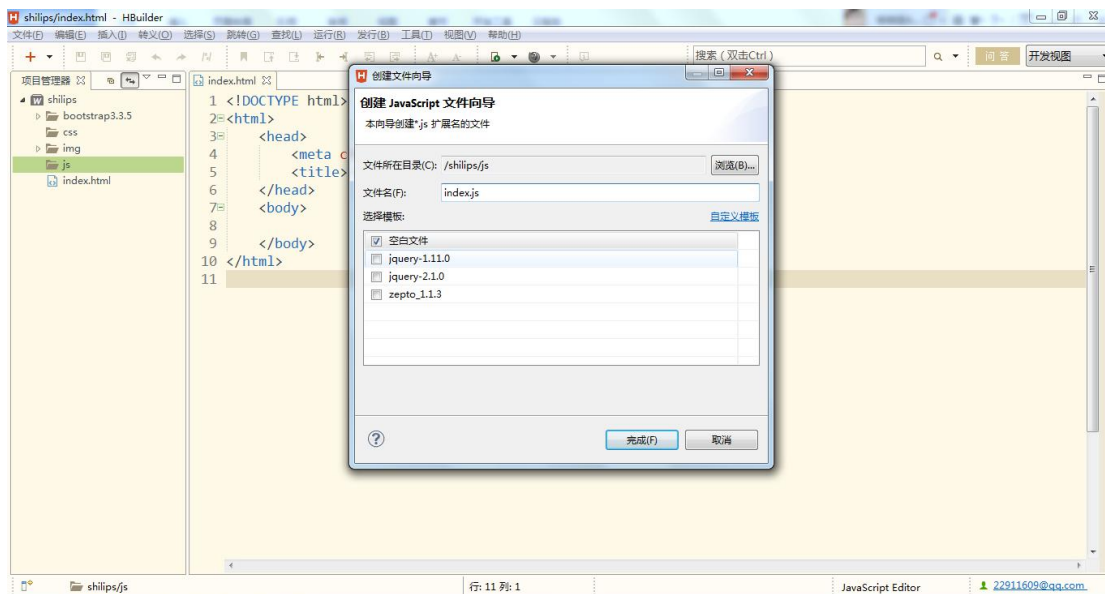 shilips/index.html - HBuilder
文件(F) 编辑(E) 插入(I) 转义(O) 选择(S) 跳转(G) 查找(L) 运行(R) 发行(B) 工具(T) 视图(V) 帮助(H)
搜索(双击Ctrl)
问答
开发视图
项目管理器
shilips
bootstrap3.3.5
css
img
js
index.html
index.html
1 <!DOCTYPE html>
2 <html>
3 <head>
4 <meta c
5 <title>
6 </head>
7 <body>
8
9 </body>
10 </html>
11
创建文件向导
创建 JavaScript 文件向导
本向导创建*.js 扩展名的文件
文件所在目录(C): /shilips/js 浏览(B)...
文件名(F): index.js
选择模板: 自定义模板
空白文件
jquery-1.11.0
jquery-2.1.0
zepto_1.1.3
完成(F) 取消
shilips/js
行: 11 列: 1
JavaScript Editor
22911609@qq.com